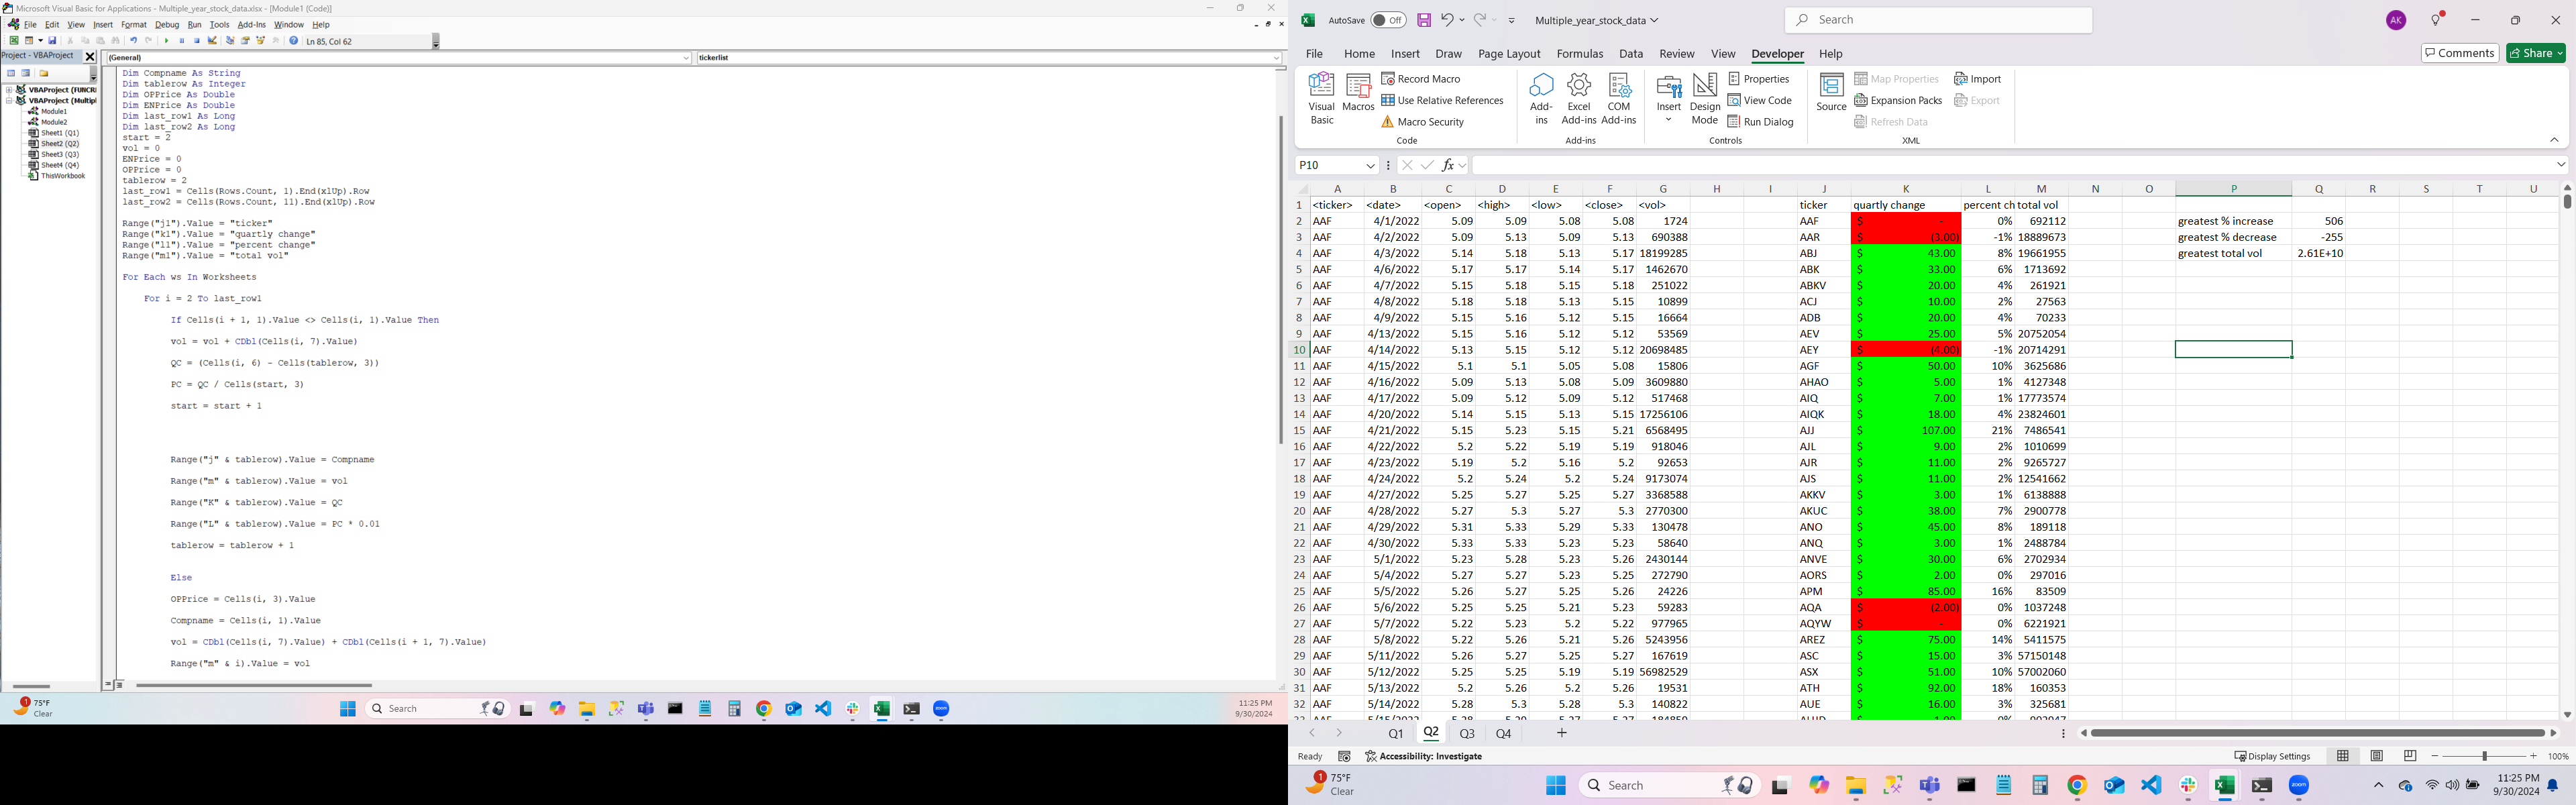 Microsoft Visual Basic for Applications - Multiple_year_stock_data.xlsx - [Module1 (Code)]
File Edit View Insert Format Debug Run Tools Add-Ins Window Help
Ln 85, Col 62
Project - VBAProject
(General)
tickerlist
VBAProject (FUNCRI
VBAProject (Multipl
Module1
Module2
Sheet1 (Q1)
Sheet2 (Q2)
Sheet3 (Q3)
Sheet4 (Q4)
ThisWorkbook
Dim Compname As String
Dim tablerow As Integer
Dim OPPrice As Double
Dim ENPrice As Double
Dim last_row1 As Long
Dim last_row2 As Long
start = 2
vol = 0
ENPrice = 0
OPPrice = 0
tablerow = 2
last_row1 = Cells(Rows.Count, 1).End(xlUp).Row
last_row2 = Cells(Rows.Count, 11).End(xlUp).Row
Range("j1").Value = "ticker"
Range("k1").Value = "quartly change"
Range("l1").Value = "percent change"
Range("m1").Value = "total vol"
For Each ws In Worksheets
For i = 2 To last_row1
If Cells(i + 1, 1).Value <> Cells(i, 1).Value Then
vol = vol + CDbl(Cells(i, 7).Value)
QC = (Cells(i, 6) - Cells(tablerow, 3))
PC = QC / Cells(start, 3)
start = start + 1
Range("j" & tablerow).Value = Compname
Range("m" & tablerow).Value = vol
Range("K" & tablerow).Value = QC
Range("L" & tablerow).Value = PC * 0.01
tablerow = tablerow + 1
Else
OPPrice = Cells(i, 3).Value
Compname = Cells(i, 1).Value
vol = CDbl(Cells(i, 7).Value) + CDbl(Cells(i + 1, 7).Value)
Range("m" & i).Value = vol
1 75°F
Clear
Search
11:25 PM
9/30/2024
AutoSave Off Multiple_year_stock_data Search AK
File Home Insert Draw Page Layout Formulas Data Review View Developer Help Comments Share
Visual Basic
Macros
Record Macro
Use Relative References
Macro Security
Code
Add-ins
Excel Add-ins
COM Add-ins
Add-ins
Insert
Design Mode
Properties
View Code
Run Dialog
Controls
Source
Map Properties
Expansion Packs
Refresh Data
Import
Export
XML
P10 fx
A B C D E F G H I J K L M N O P Q R S T U
1 <ticker> <date> <open> <high> <low> <close> <vol> ticker quartly change percent ch total vol
2 AAF 4/1/2022 5.09 5.09 5.08 5.08 1724 AAF $ - 0% 692112 greatest % increase 506
3 AAF 4/2/2022 5.09 5.13 5.09 5.13 690388 AAR $ (3.00) -1% 18889673 greatest % decrease -255
4 AAF 4/3/2022 5.14 5.18 5.13 5.17 18199285 ABJ $ 43.00 8% 19661955 greatest total vol 2.61E+10
5 AAF 4/6/2022 5.17 5.17 5.14 5.17 1462670 ABK $ 33.00 6% 1713692
6 AAF 4/7/2022 5.15 5.18 5.15 5.18 251022 ABKV $ 20.00 4% 261921
7 AAF 4/8/2022 5.18 5.18 5.13 5.15 10899 ACJ $ 10.00 2% 27563
8 AAF 4/9/2022 5.15 5.16 5.12 5.15 16664 ADB $ 20.00 4% 70233
9 AAF 4/13/2022 5.15 5.16 5.12 5.12 53569 AEV $ 25.00 5% 20752054
10 AAF 4/14/2022 5.13 5.15 5.12 5.12 20698485 AEY $ (4.00) -1% 20714291
11 AAF 4/15/2022 5.1 5.1 5.05 5.08 15806 AGF $ 50.00 10% 3625686
12 AAF 4/16/2022 5.09 5.13 5.08 5.09 3609880 AHAO $ 5.00 1% 4127348
13 AAF 4/17/2022 5.09 5.12 5.09 5.12 517468 AIQ $ 7.00 1% 17773574
14 AAF 4/20/2022 5.14 5.15 5.13 5.15 17256106 AIQK $ 18.00 4% 23824601
15 AAF 4/21/2022 5.15 5.23 5.15 5.21 6568495 AJJ $ 107.00 21% 7486541
16 AAF 4/22/2022 5.2 5.22 5.19 5.19 918046 AJL $ 9.00 2% 1010699
17 AAF 4/23/2022 5.19 5.2 5.16 5.2 92653 AJR $ 11.00 2% 9265727
18 AAF 4/24/2022 5.2 5.24 5.2 5.24 9173074 AJS $ 11.00 2% 12541662
19 AAF 4/27/2022 5.25 5.27 5.25 5.27 3368588 AKKV $ 3.00 1% 6138888
20 AAF 4/28/2022 5.27 5.3 5.27 5.3 2770300 AKUC $ 38.00 7% 2900778
21 AAF 4/29/2022 5.31 5.33 5.29 5.33 130478 ANO $ 45.00 8% 189118
22 AAF 4/30/2022 5.33 5.33 5.23 5.23 58640 ANQ $ 3.00 1% 2488784
23 AAF 5/1/2022 5.23 5.28 5.23 5.26 2430144 ANVE $ 30.00 6% 2702934
24 AAF 5/4/2022 5.27 5.27 5.23 5.25 272790 AORS $ 2.00 0% 297016
25 AAF 5/5/2022 5.26 5.27 5.25 5.26 24226 APM $ 85.00 16% 83509
26 AAF 5/6/2022 5.25 5.25 5.21 5.23 59283 AQA $ (2.00) 0% 1037248
27 AAF 5/7/2022 5.22 5.23 5.2 5.22 977965 AQYW $ - 0% 6221921
28 AAF 5/8/2022 5.22 5.26 5.21 5.26 5243956 AREZ $ 75.00 14% 5411575
29 AAF 5/11/2022 5.26 5.27 5.25 5.27 167619 ASC $ 15.00 3% 57150148
30 AAF 5/12/2022 5.25 5.25 5.19 5.19 56982529 ASX $ 51.00 10% 57002060
31 AAF 5/13/2022 5.2 5.26 5.2 5.26 19531 ATH $ 92.00 18% 160353
32 AAF 5/14/2022 5.28 5.3 5.28 5.3 140822 AUE $ 16.00 3% 325681
Q1 Q2 Q3 Q4
Ready Accessibility: Investigate Display Settings 100%
1 75°F
Clear
Search
11:25 PM
9/30/2024